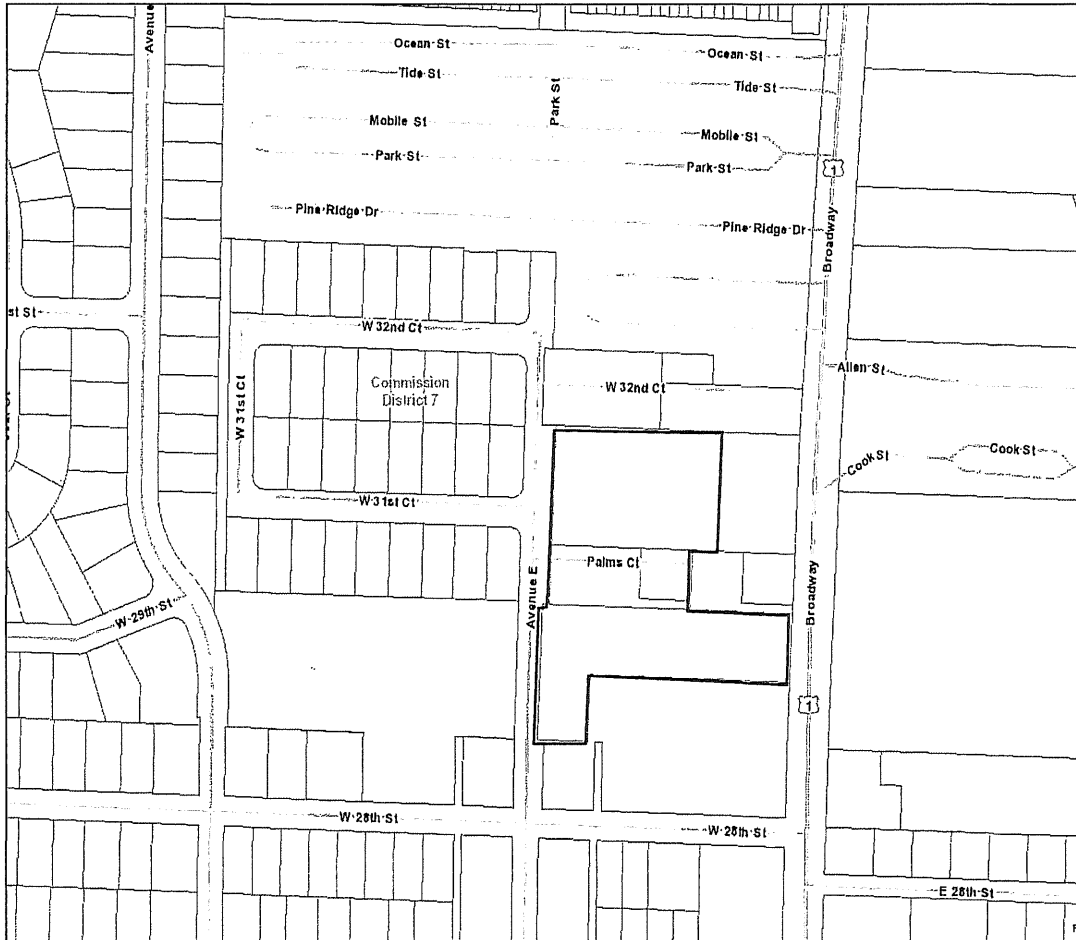 Avenue
Ocean St
Ocean St
Tide St
Park St
Tide St
Mobile St
Mobile St
Park St
Park St
1
Pine Ridge Dr
Pine Ridge Dr
Broadway
W 32nd Ct
Allen St
Commission
District 7
W 32nd Ct
W 31st Ct
Cook St
Cook St
W 31st Ct
Palms Ct
Avenue E
Broadway
W 29th St
1
W 28th St
W 28th St
E 28th St